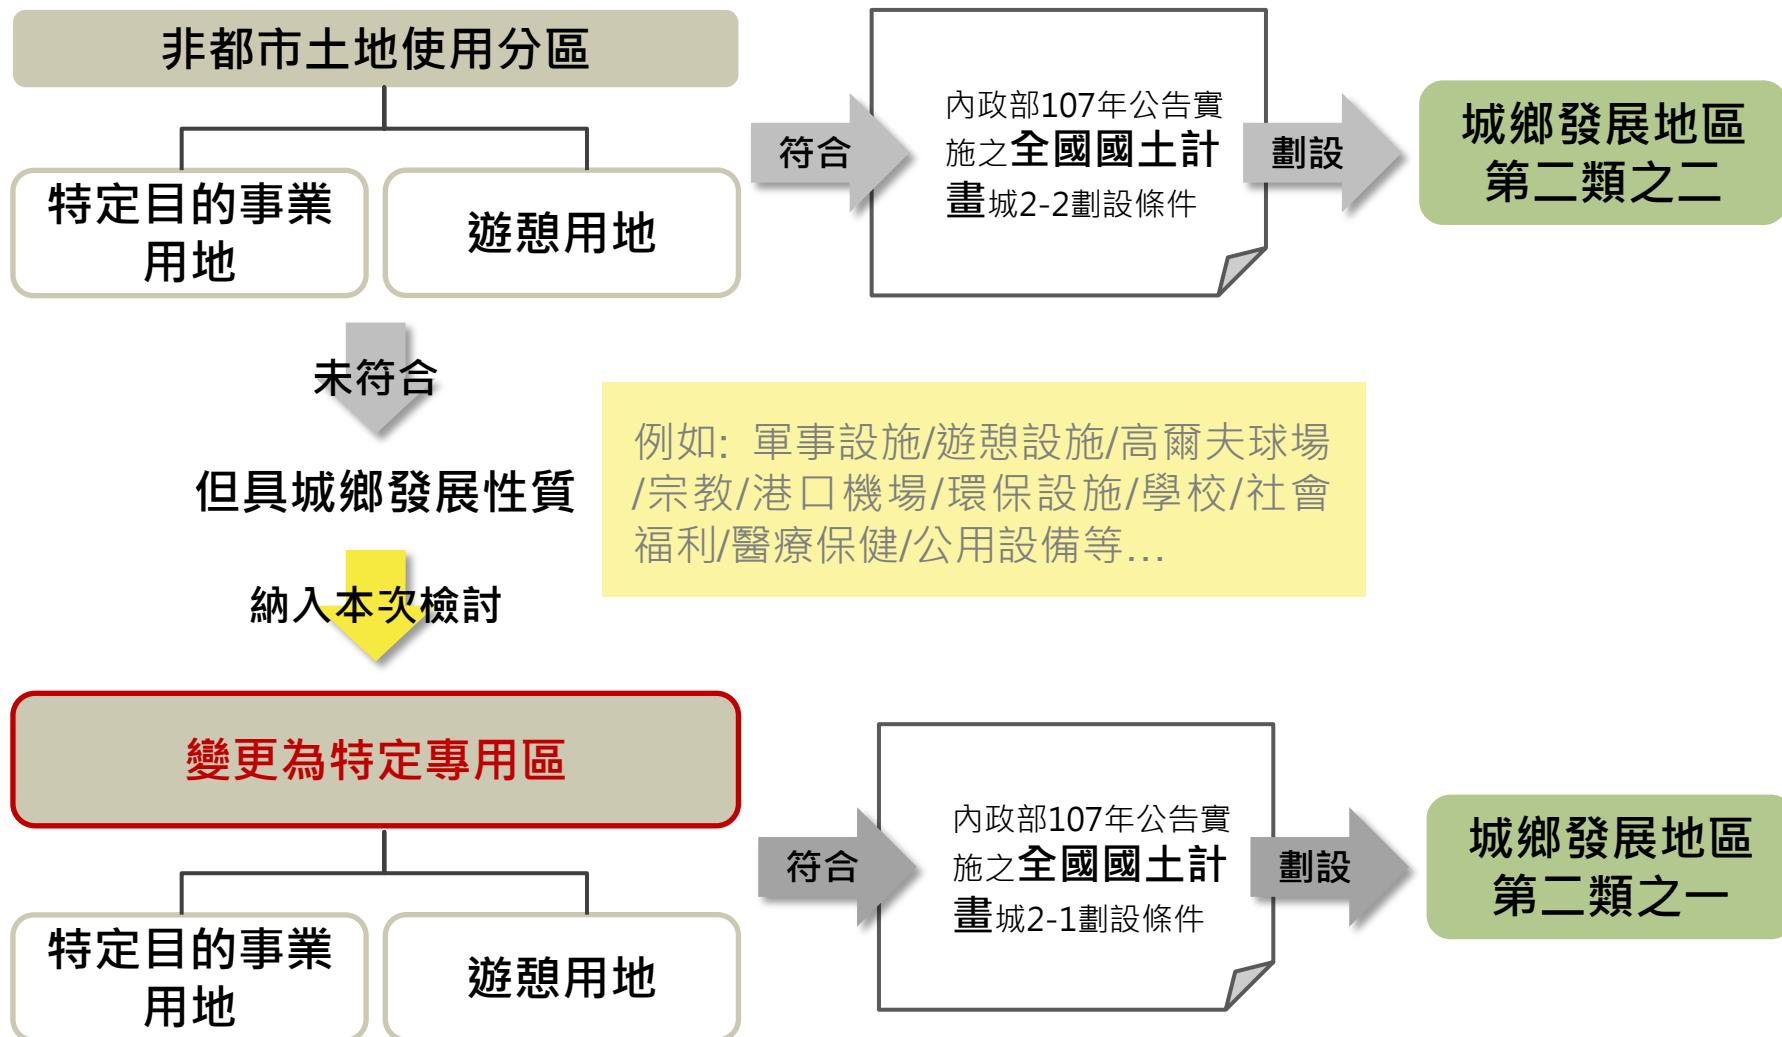 非都市土地使用分區
特定目的事業
用地
遊憩用地
符合
內政部107年公告實
施之全國國土計
畫城2-2劃設條件
劃設
城鄉發展地區
第二類之二
未符合
但具城鄉發展性質
例如: 軍事設施/遊憩設施/高爾夫球場
/宗教/港口機場/環保設施/學校/社會
福利/醫療保健/公用設備等...
納入本次檢討
變更為特定專用區
特定目的事業
用地
遊憩用地
符合
內政部107年公告實
施之全國國土計
畫城2-1劃設條件
劃設
城鄉發展地區
第二類之一